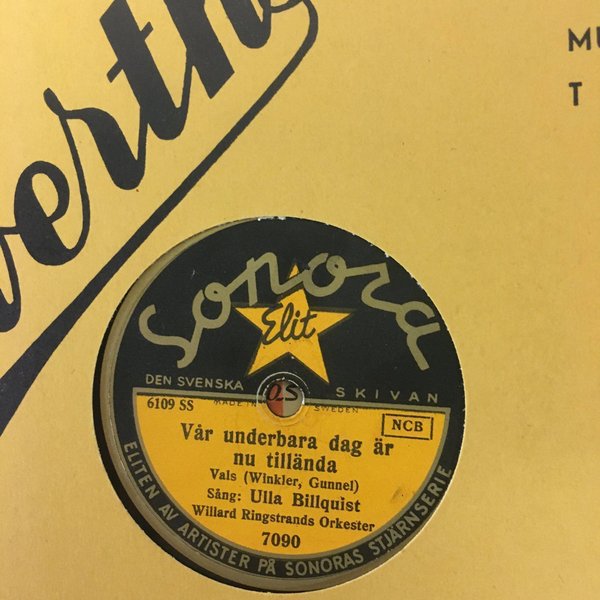 verth
MU
T
Sonora
Elit
DEN SVENSKA SKIVAN
MADE IN SWEDEN
6109 SS
NCB
Vår underbara dag är
nu tillända
Vals (Winkler, Gunnel)
Sång: Ulla Billquist
Willard Ringstrands Orkester
7090
ELITEN AV ARTISTER PÅ SONORAS STJÄRNSERIE